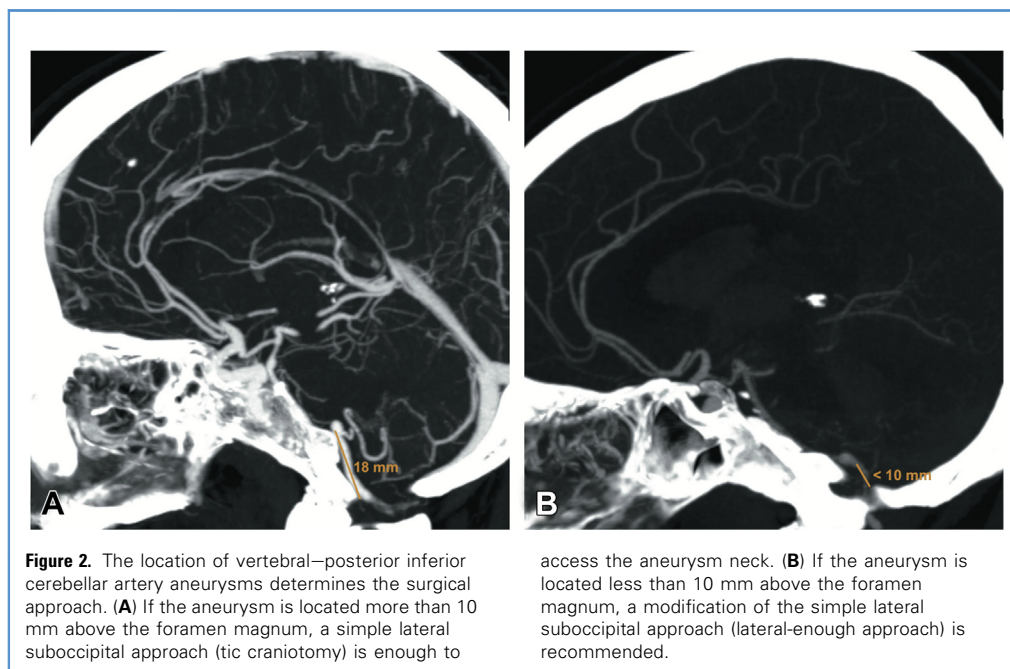 18 mm
A
< 10 mm
B
Figure 2. The location of vertebral–posterior inferior
cerebellar artery aneurysms determines the surgical
approach. (A) If the aneurysm is located more than 10
mm above the foramen magnum, a simple lateral
suboccipital approach (tic craniotomy) is enough to
access the aneurysm neck. (B) If the aneurysm is
located less than 10 mm above the foramen
magnum, a modification of the simple lateral
suboccipital approach (lateral-enough approach) is
recommended.